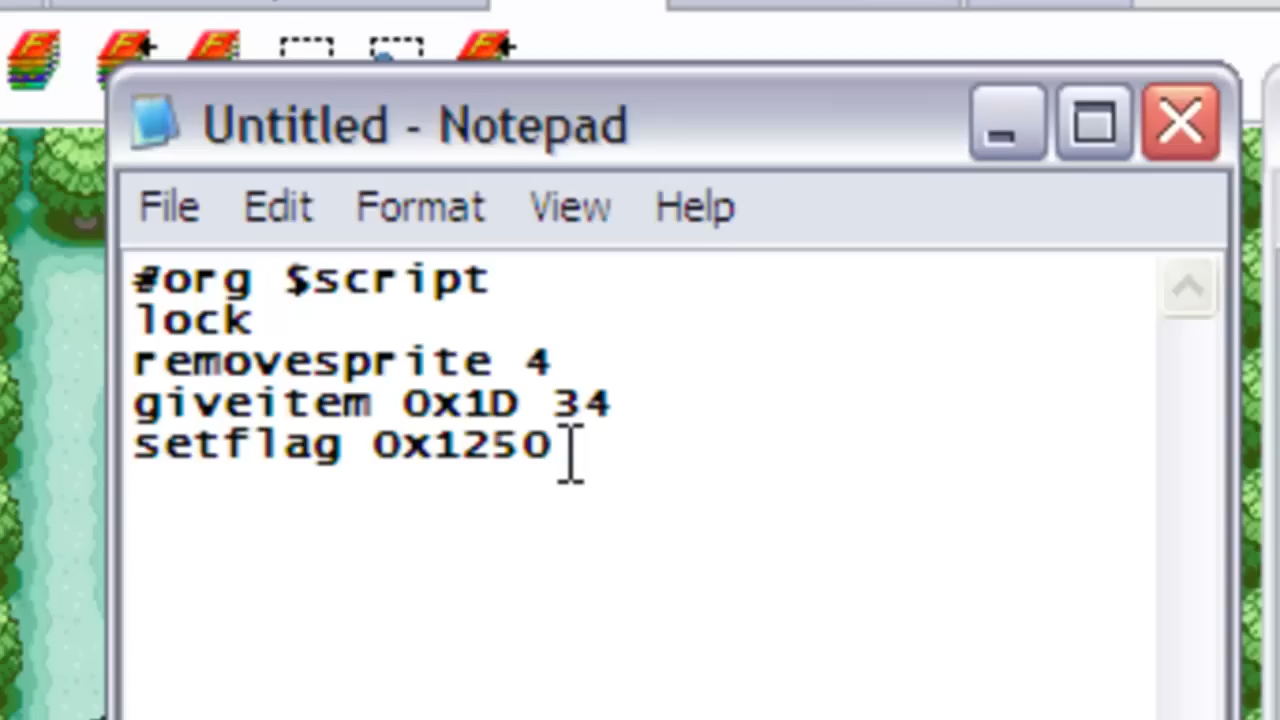 Untitled - Notepad
File Edit Format View Help
#org $script
lock
removesprite 4
giveitem 0x1D 34
setflag 0x1250